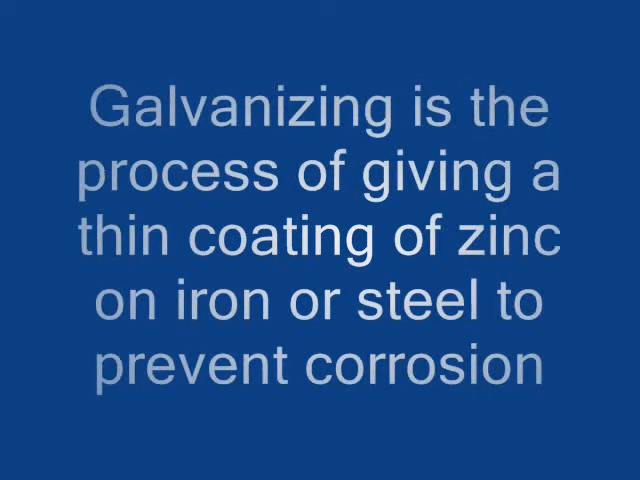 Galvanizing is the
process of giving a
thin coating of zinc
on iron or steel to
prevent corrosion